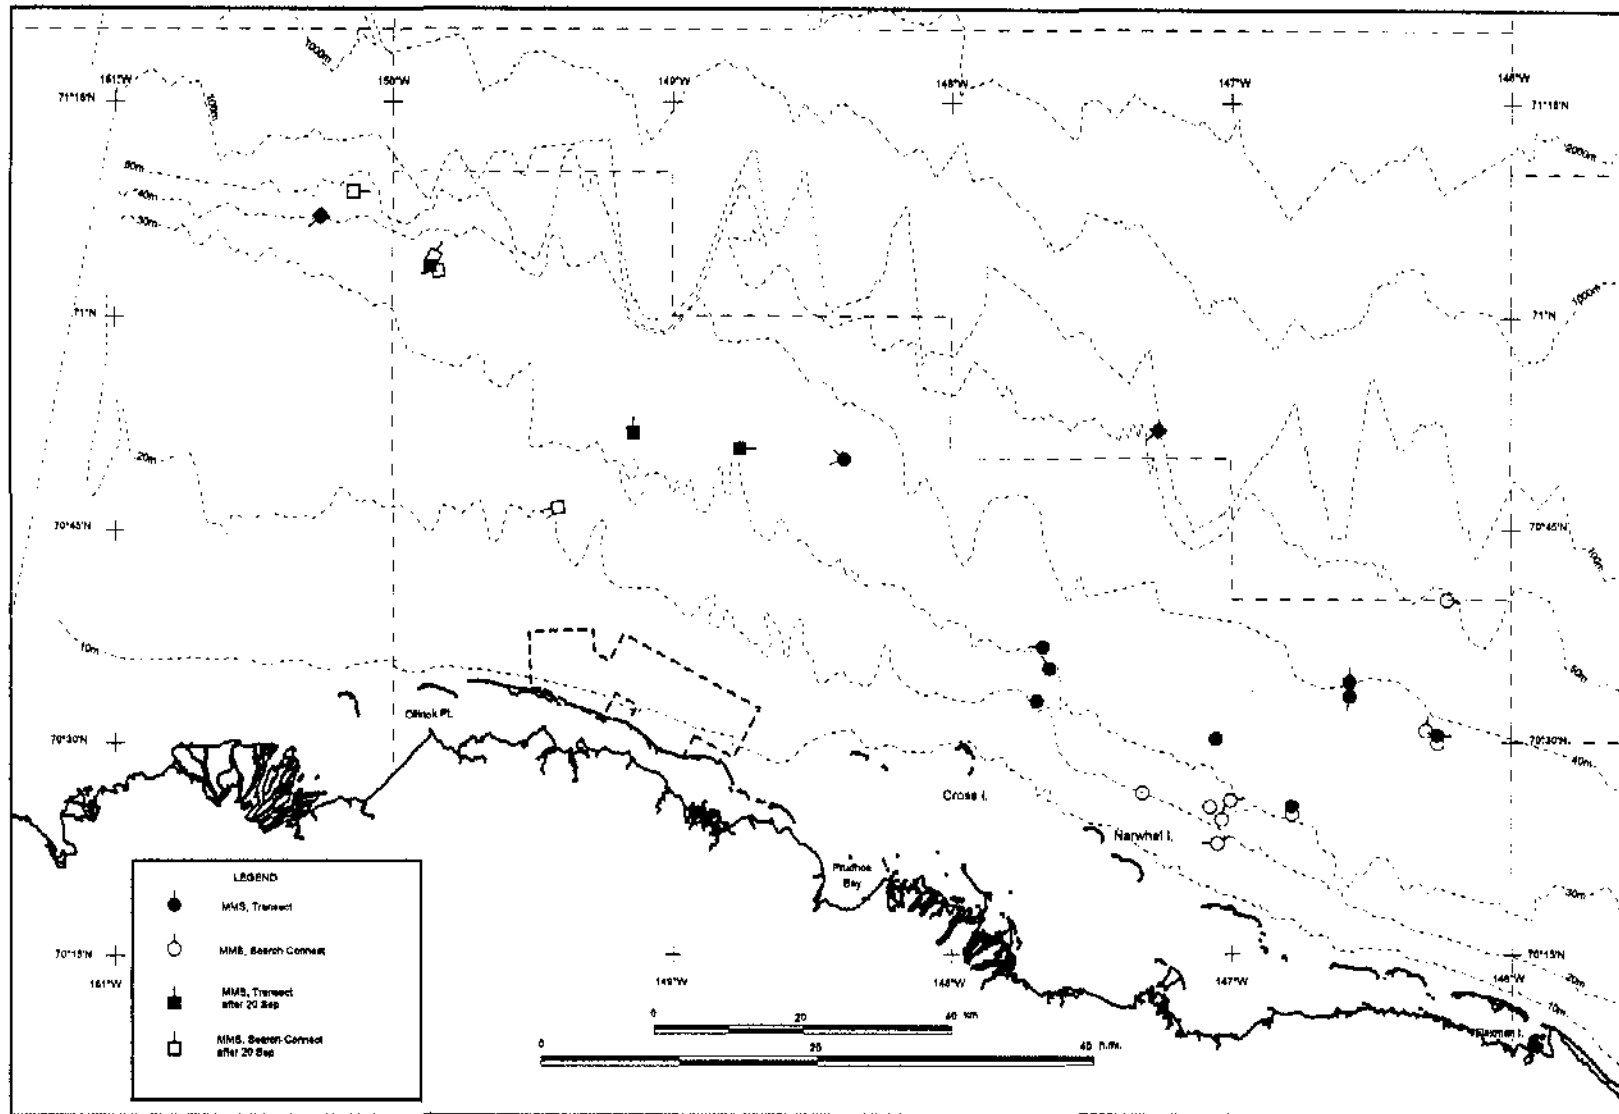 1000m
151°W
150°W
149°W
148°W
147°W
146°W
71°15'N
100m
71°15'N
2000m
50m
40m
30m
1000m
71°N
71°N
20m
70°45'N
70°45'N
100m
10m
50m
Oliktok Pt.
70°30'N
70°30'N
40m
Cross I.
Narwhal I.
Prudhoe
Bay
LEGEND
MMS, Transect
MMS, Search-Connect
MMS, Transect
after 20 Sep
MMS, Search-Connect
after 20 Sep
30m
70°15'N
70°15'N
151°W
149°W
148°W
147°W
146°W
20m
10m
Flaxman I.
0 20 40 km
0 20 40 n.mi.